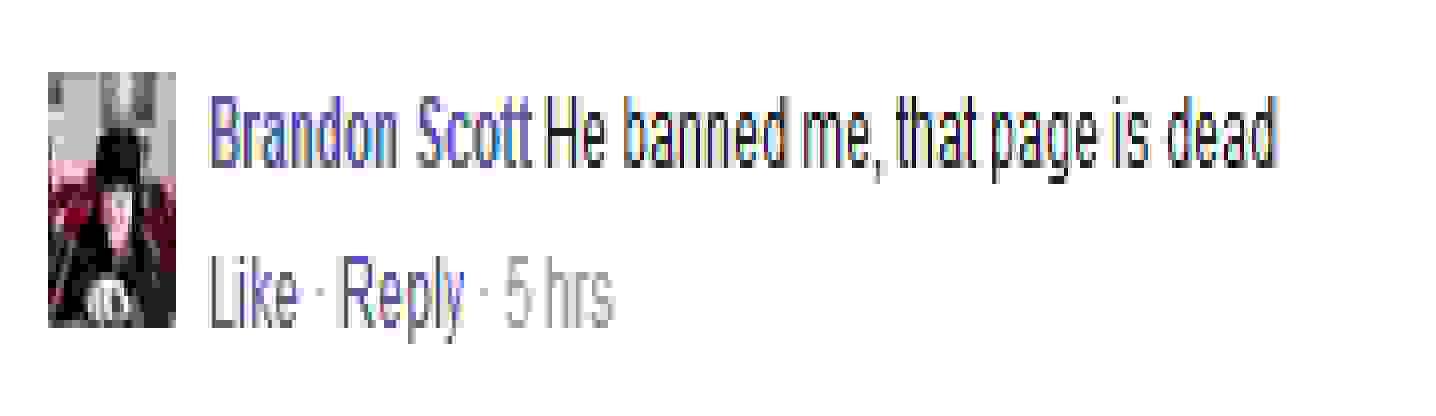 Brandon Scott He banned me, that page is dead
Like · Reply · 5 hrs